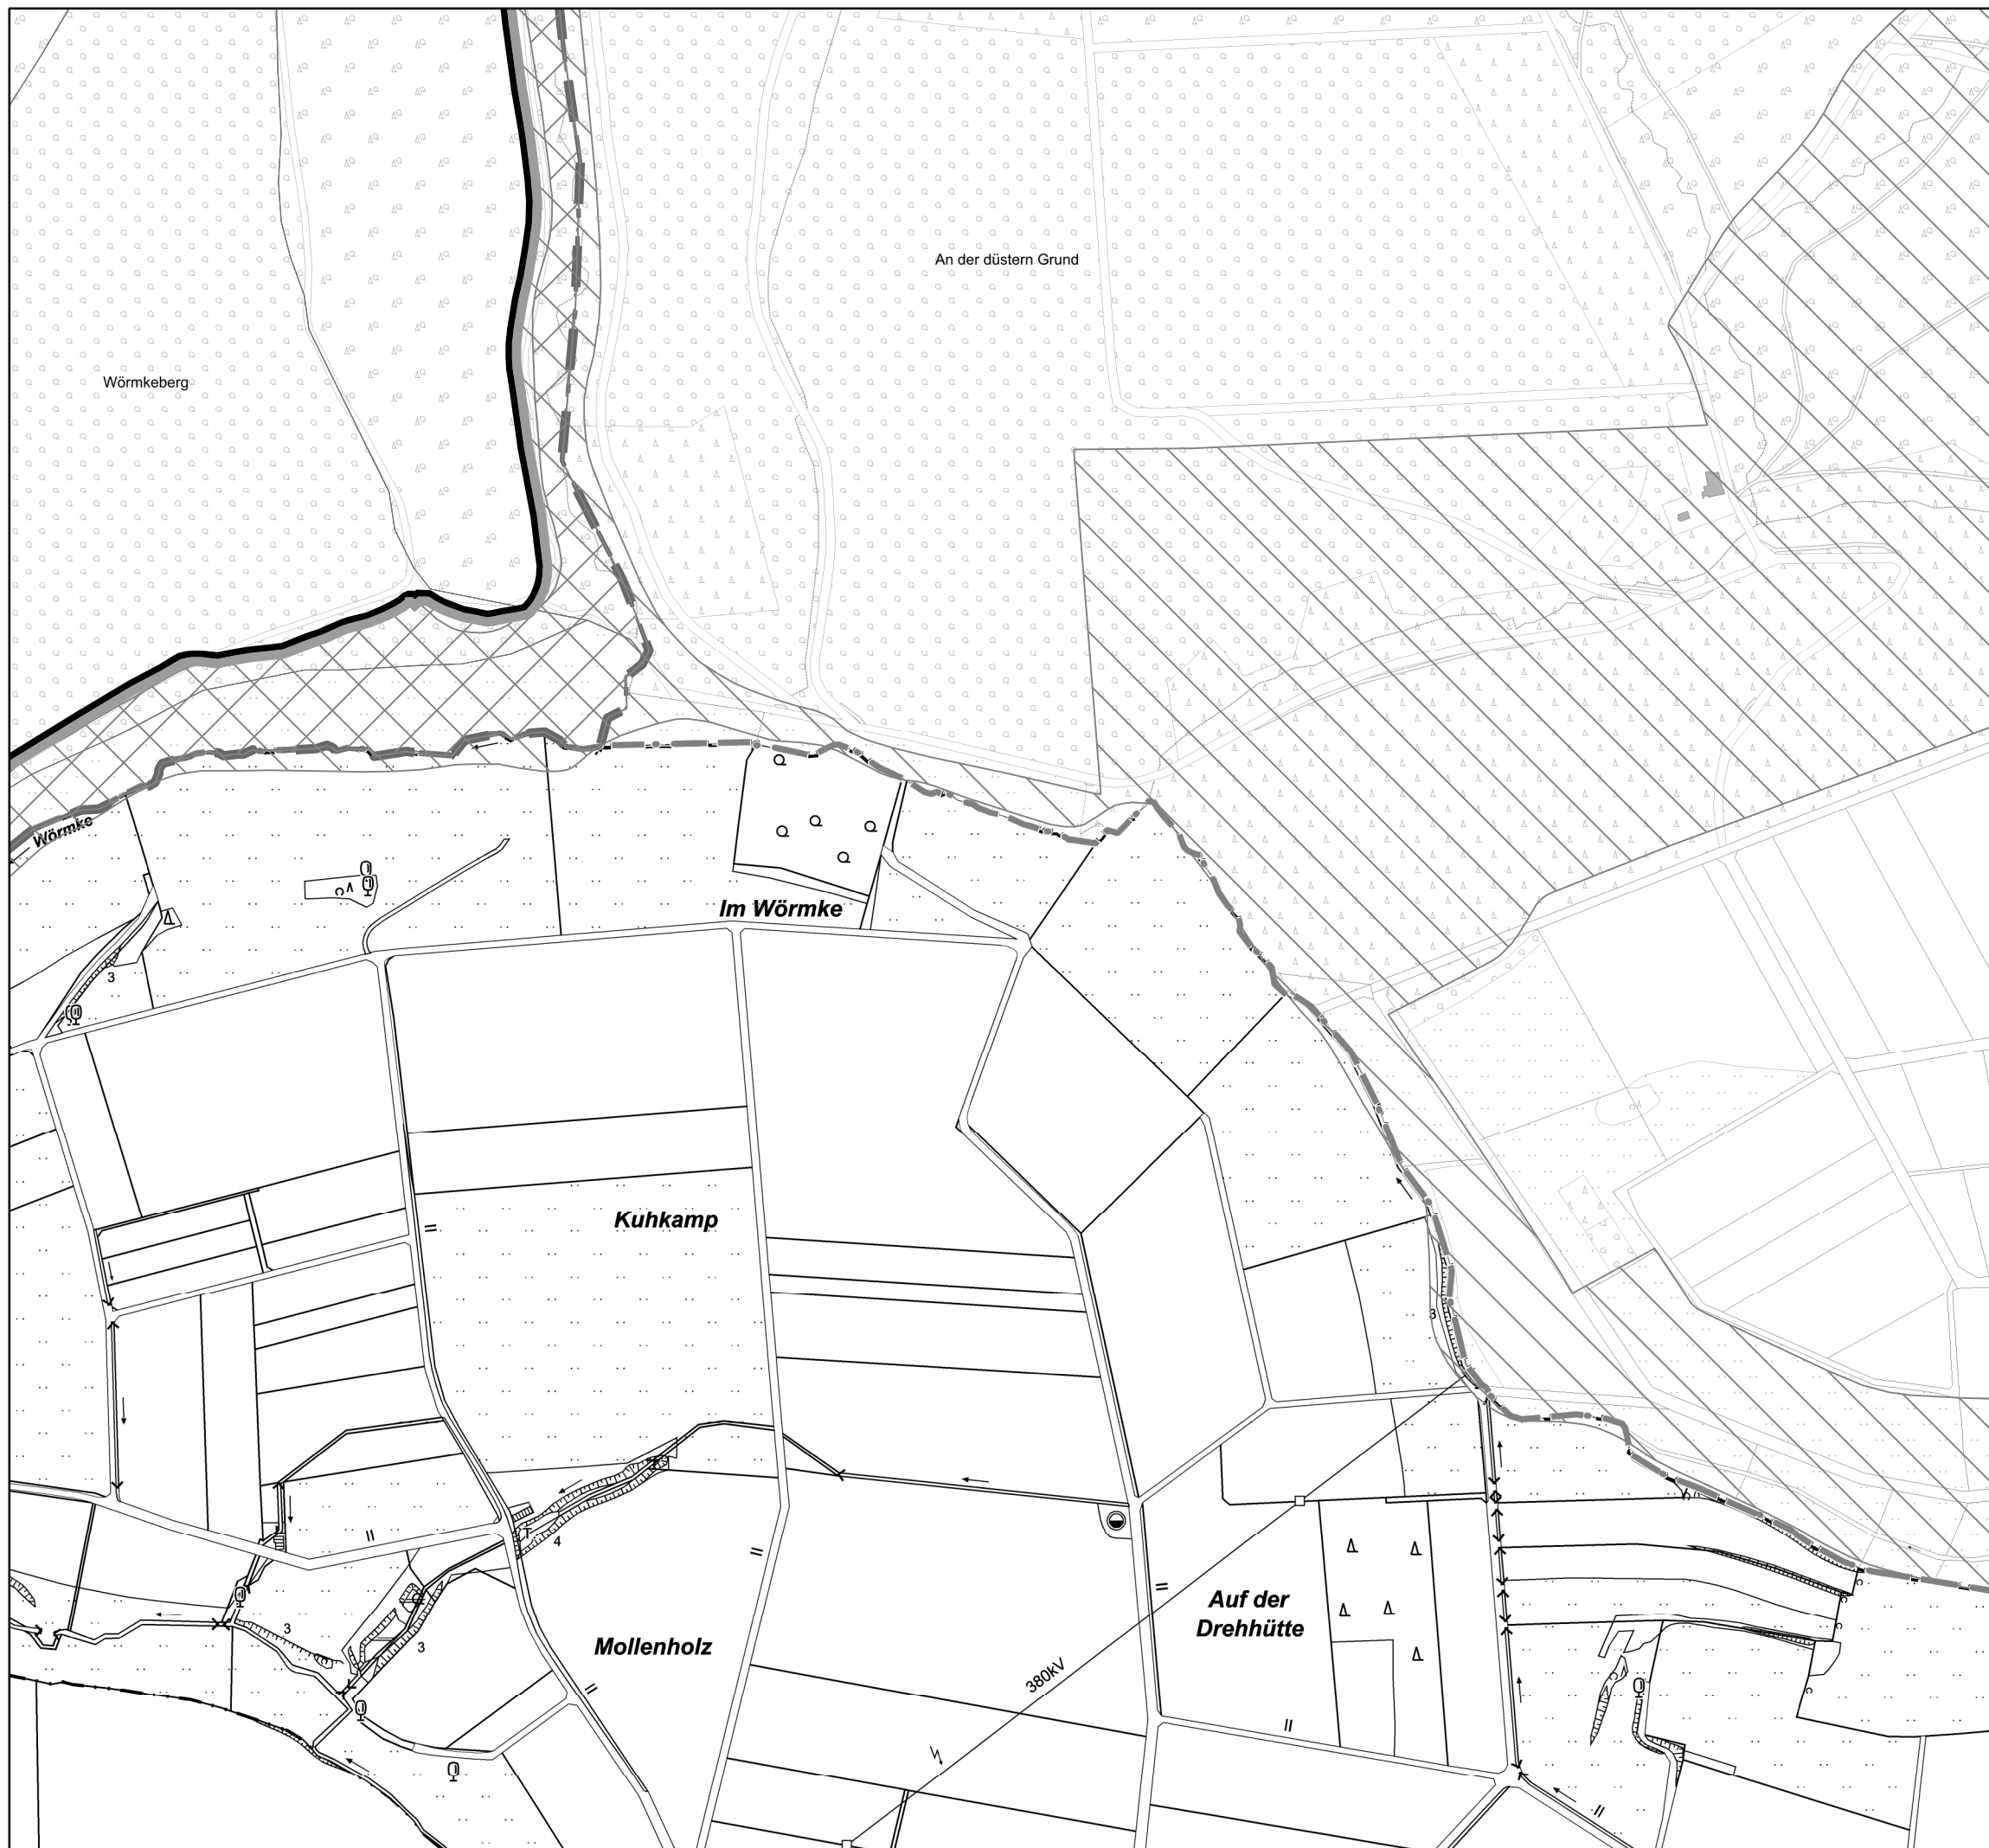 An der düstern Grund
Wörmkeberg
Wörmke
Im Wörmke
3
Kuhkamp
3
4
3
3
Mollenholz
Auf der
Drehhütte
380kV